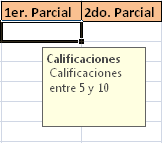 1er. Parcial 2do. Parcial
Calificaciones
Calificaciones
entre 5 y 10